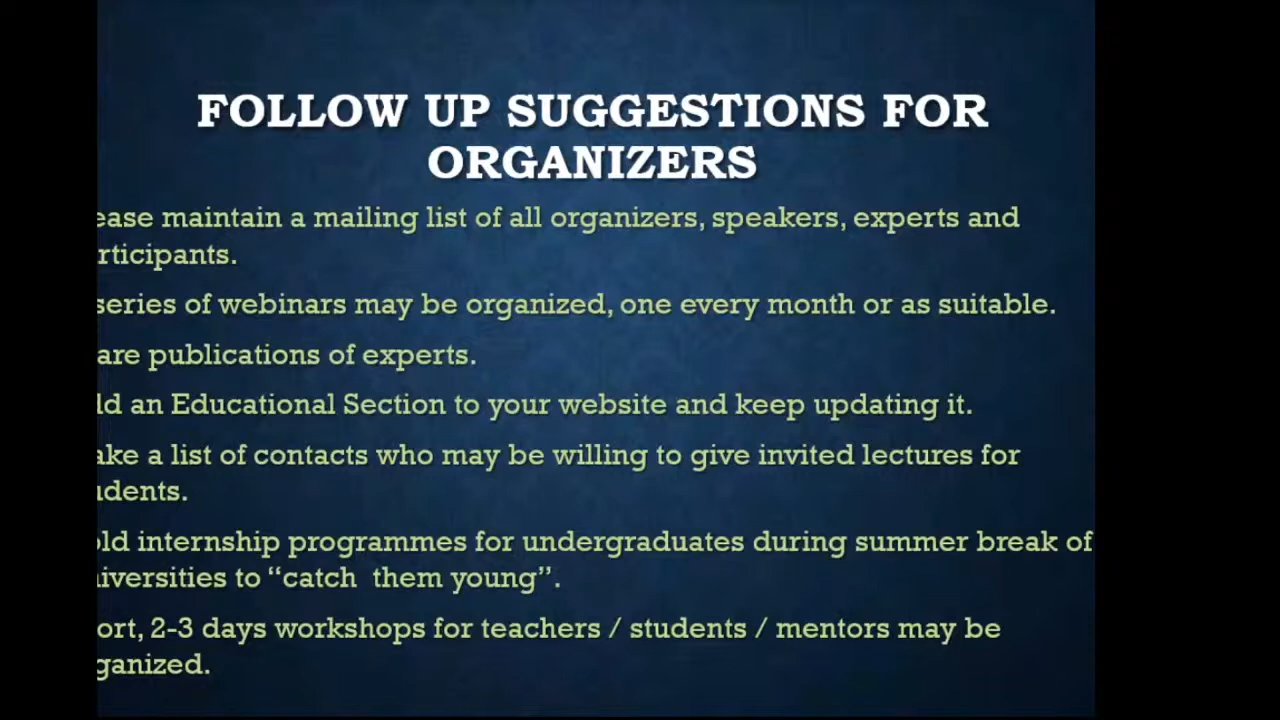 FOLLOW UP SUGGESTIONS FOR
ORGANIZERS
ease maintain a mailing list of all organizers, speakers, experts and
rticipants.
series of webinars may be organized, one every month or as suitable.
are publications of experts.
ld an Educational Section to your website and keep updating it.
ake a list of contacts who may be willing to give invited lectures for
udents.
old internship programmes for undergraduates during summer break of
iversities to “catch  them young”.
ort, 2-3 days workshops for teachers / students / mentors may be
ganized.